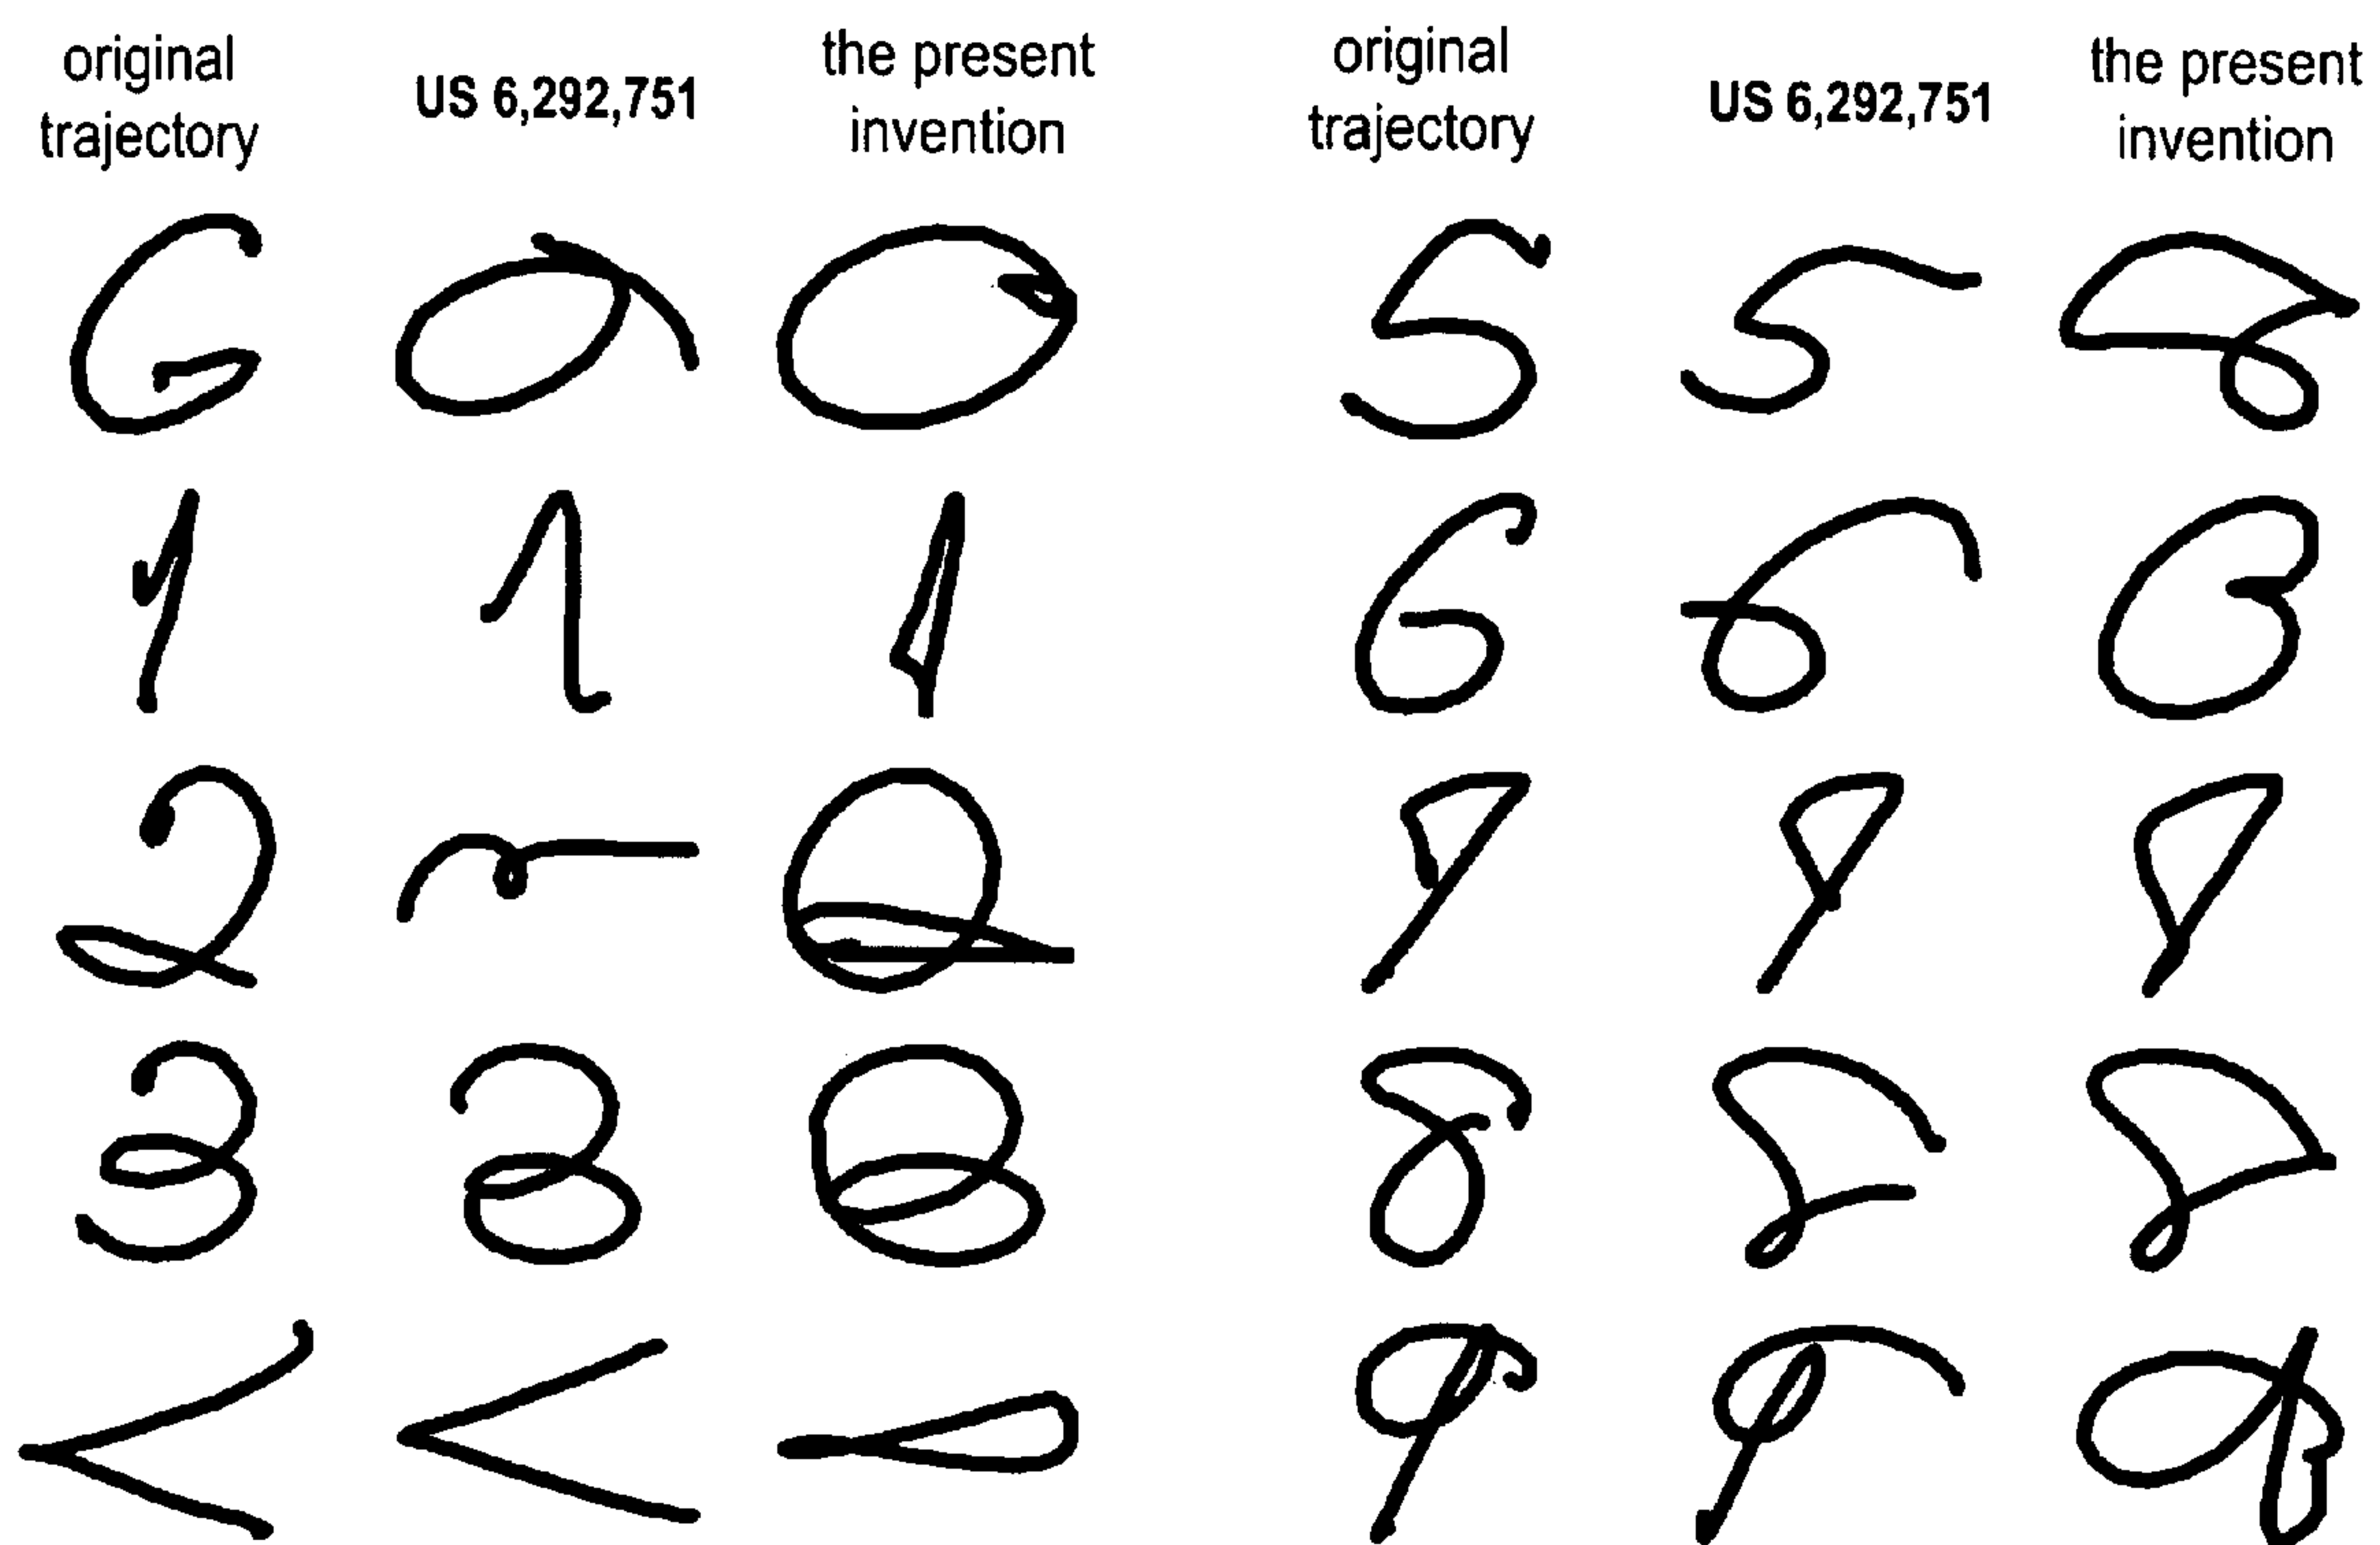 original trajectory US 6,292,751 the present invention original trajectory US 6,292,751 the present invention